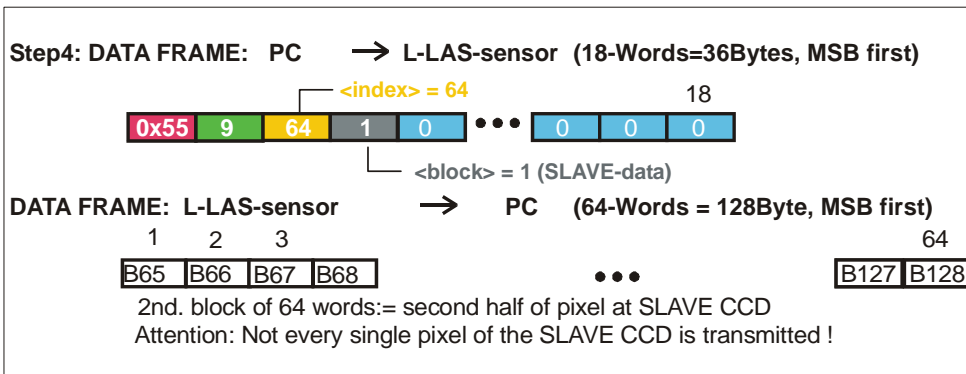 Step4: DATA FRAME: PC → L-LAS-sensor (18-Words=36Bytes, MSB first)
<index> = 64
18
0x55 9 64 1 0 ••• 0 0 0
<block> = 1 (SLAVE-data)
DATA FRAME: L-LAS-sensor → PC (64-Words = 128Byte, MSB first)
1 2 3 64
B65 B66 B67 B68 ••• B127 B128
2nd. block of 64 words:= second half of pixel at SLAVE CCD
Attention: Not every single pixel of the SLAVE CCD is transmitted !